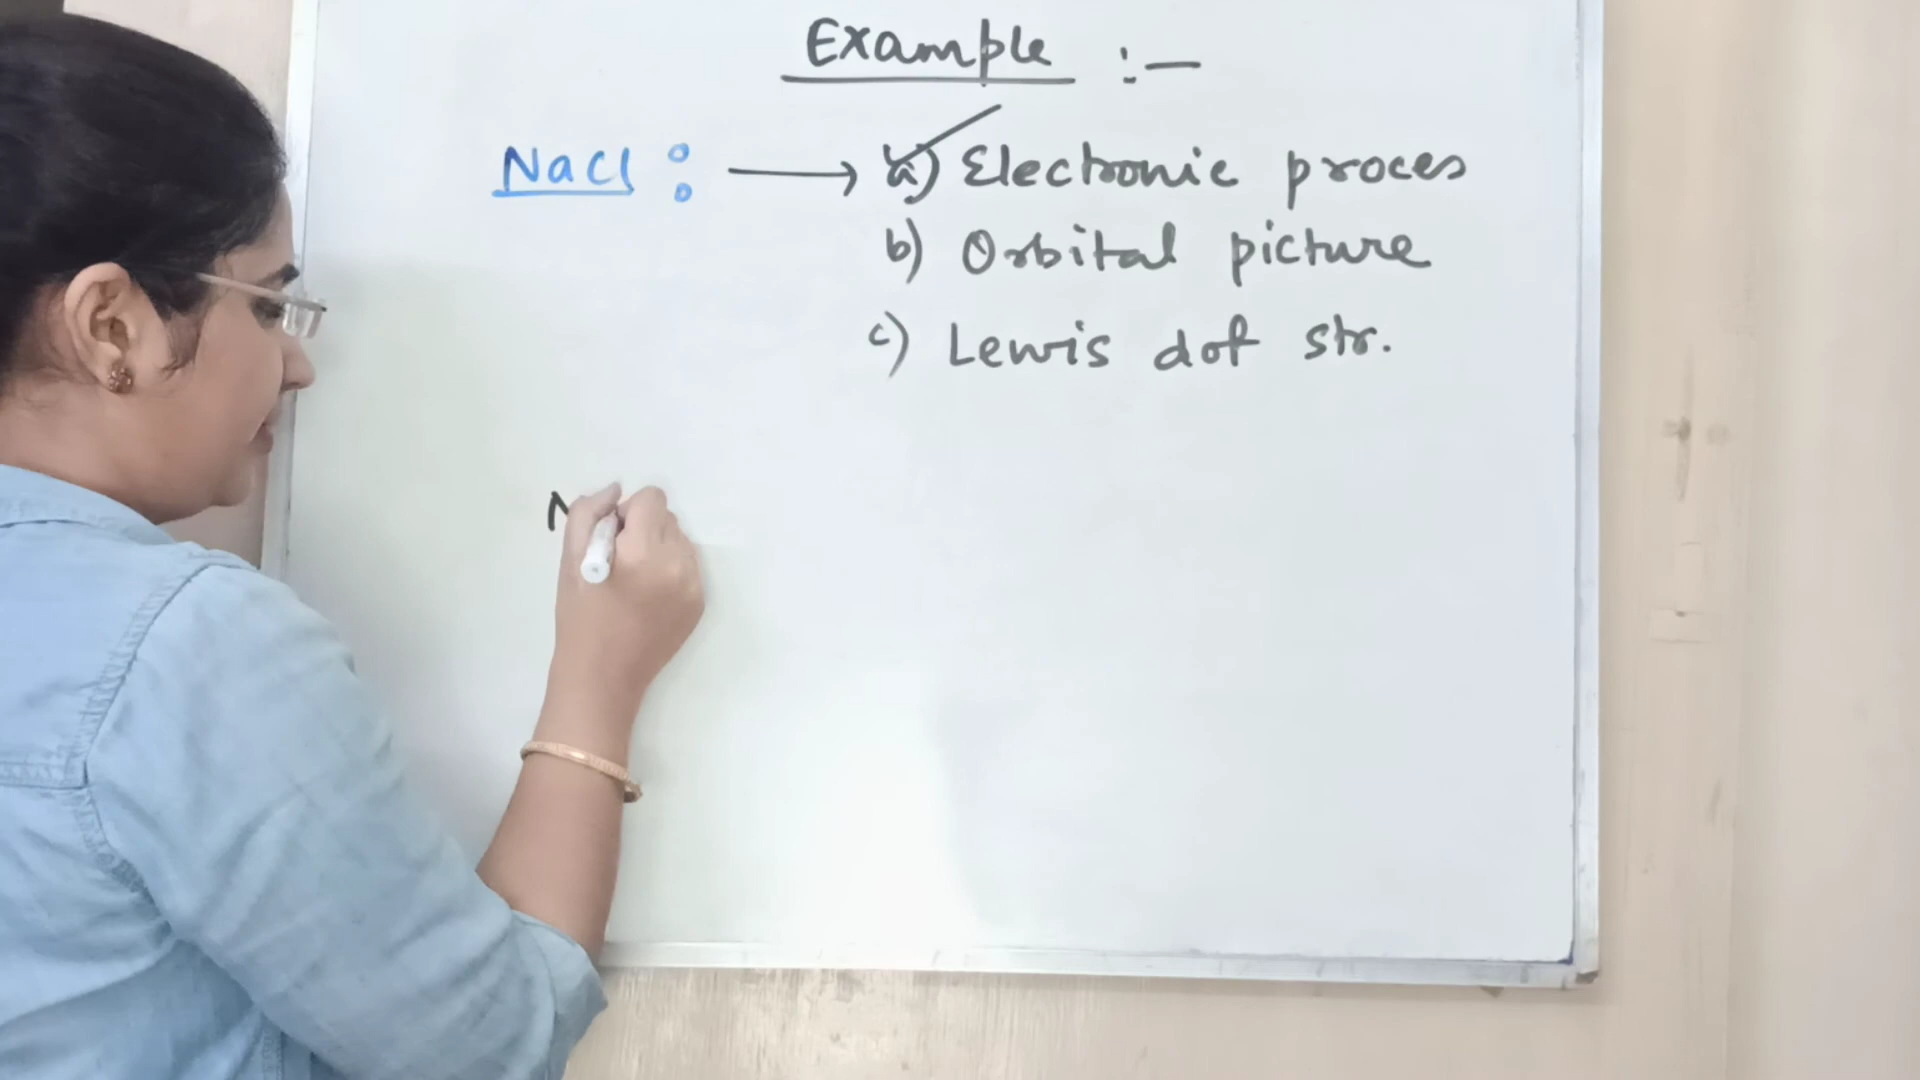 Example :-
NaCl : → a) Electronic proces
b) Orbital picture
c) Lewis dot str.
N